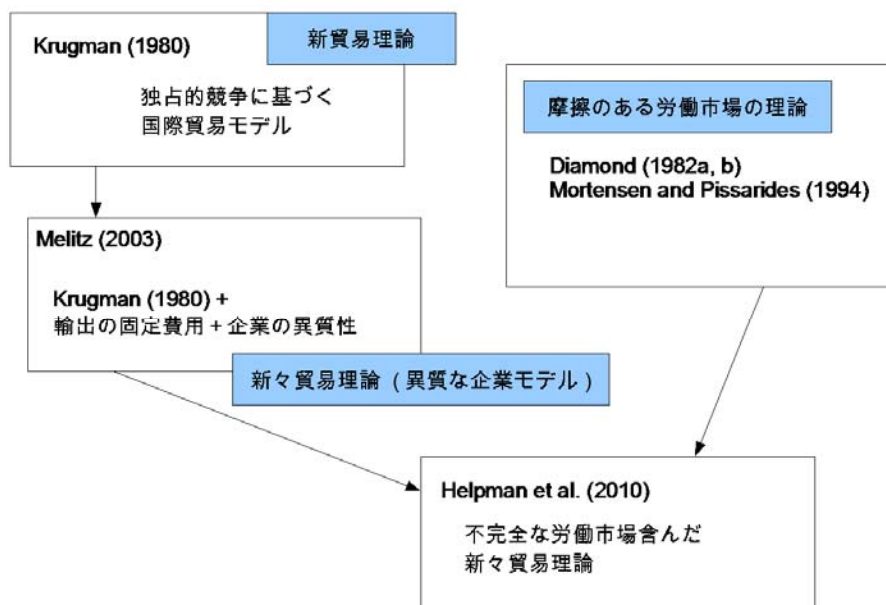 Krugman (1980)
新貿易理論
独占的競争に基づく
国際貿易モデル
摩擦のある労働市場の理論
Diamond (1982a, b)
Mortensen and Pissarides (1994)
Melitz (2003)
Krugman (1980) +
輸出の固定費用 + 企業の異質性
新々貿易理論 ( 異質な企業モデル )
Helpman et al. (2010)
不完全な労働市場含んだ
新々貿易理論